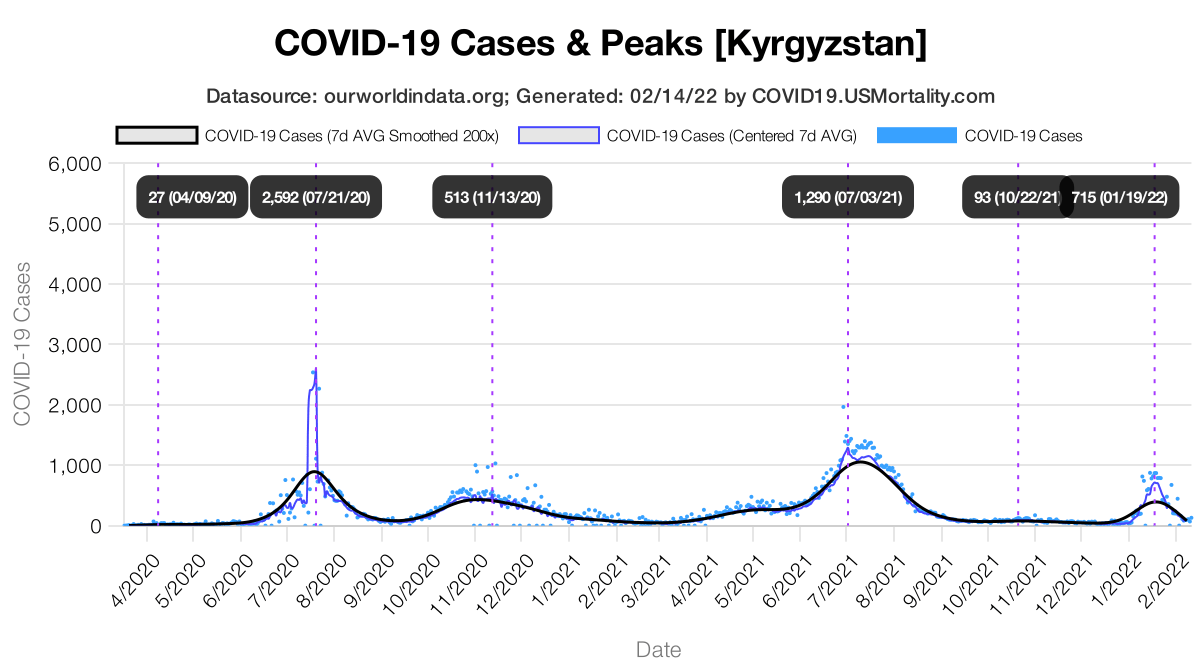 COVID-19 Cases & Peaks [Kyrgyzstan]
Datasource: ourworldindata.org; Generated: 02/14/22 by COVID19.USMortality.com
COVID-19 Cases (7d AVG Smoothed 200x) COVID-19 Cases (Centered 7d AVG) COVID-19 Cases
6,000
27 (04/09/20) 2,592 (07/21/20) 513 (11/13/20) 1,290 (07/03/21) 93 (10/22/21) 715 (01/19/22)
5,000
4,000
3,000
2,000
1,000
0
COVID-19 Cases
4/2020 5/2020 6/2020 7/2020 8/2020 9/2020 10/2020 11/2020 12/2020 1/2021 2/2021 3/2021 4/2021 5/2021 6/2021 7/2021 8/2021 9/2021 10/2021 11/2021 12/2021 1/2022 2/2022
Date